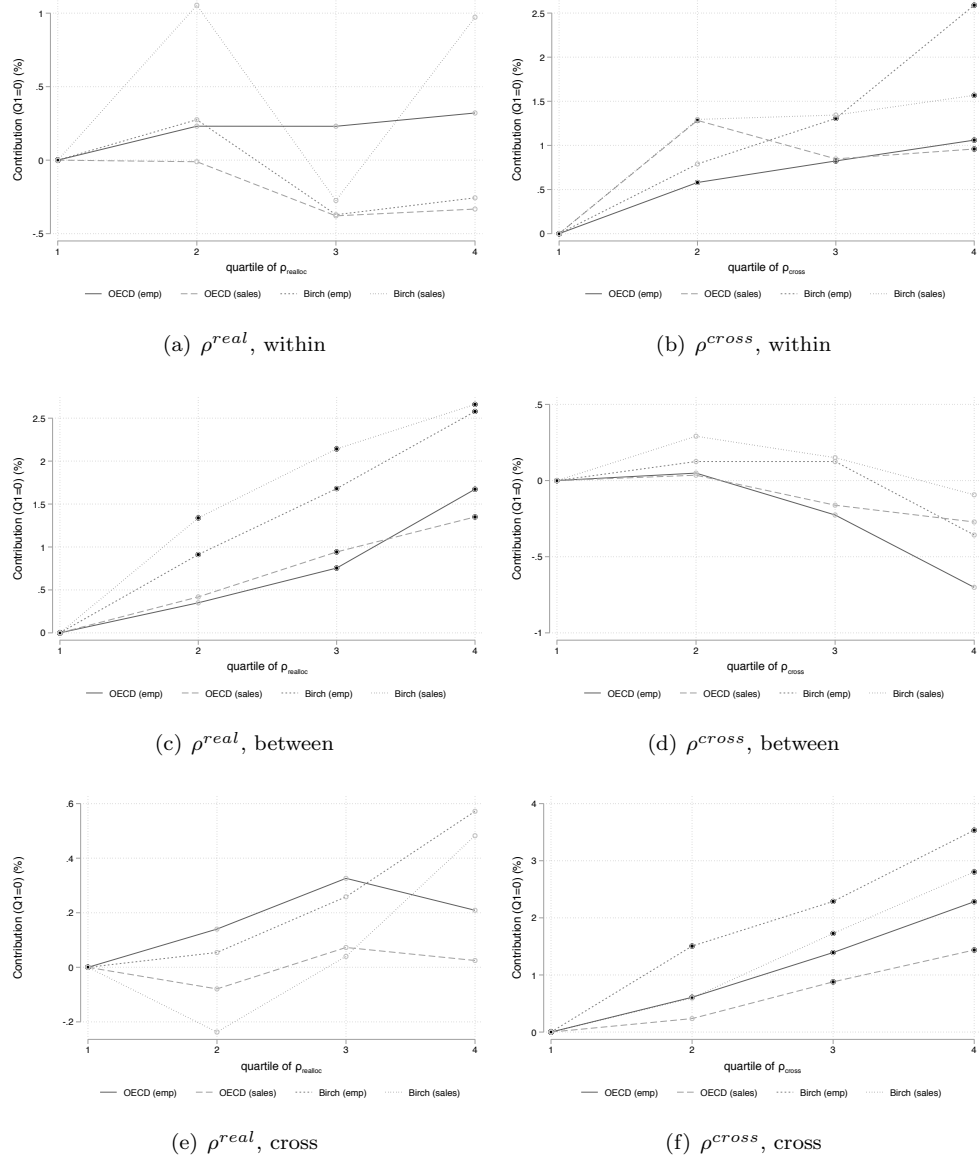 Contribution (Q1=0) (%)
1
.5
0
-.5
1 2 3 4
quartile of ρrealloc
OECD (emp) OECD (sales) Birch (emp) Birch (sales)
(a) ρ^real, within
Contribution (Q1=0) (%)
2.5
2
1.5
1
.5
0
1 2 3 4
quartile of ρcross
OECD (emp) OECD (sales) Birch (emp) Birch (sales)
(b) ρ^cross, within
Contribution (Q1=0) (%)
2.5
2
1.5
1
.5
0
1 2 3 4
quartile of ρrealloc
OECD (emp) OECD (sales) Birch (emp) Birch (sales)
(c) ρ^real, between
Contribution (Q1=0) (%)
.5
0
-.5
-1
1 2 3 4
quartile of ρcross
OECD (emp) OECD (sales) Birch (emp) Birch (sales)
(d) ρ^cross, between
Contribution (Q1=0) (%)
.6
.4
.2
0
-.2
1 2 3 4
quartile of ρrealloc
OECD (emp) OECD (sales) Birch (emp) Birch (sales)
(e) ρ^real, cross
Contribution (Q1=0) (%)
4
3
2
1
0
1 2 3 4
quartile of ρcross
OECD (emp) OECD (sales) Birch (emp) Birch (sales)
(f) ρ^cross, cross